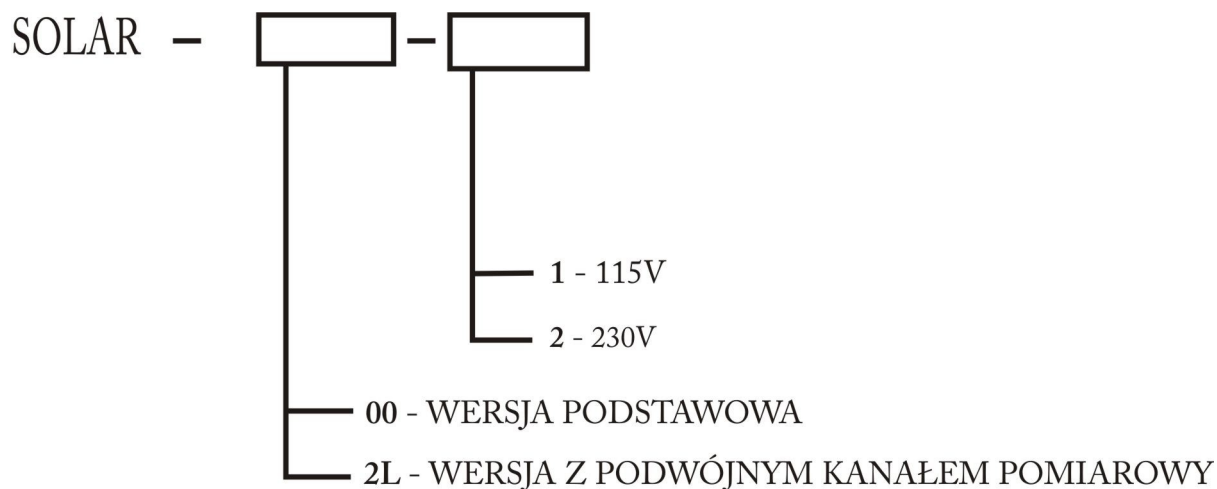 SOLAR – –
1 - 115V
2 - 230V
00 - WERSJA PODSTAWOWA
2L - WERSJA Z PODWÓJNYM KANAŁEM POMIAROWY